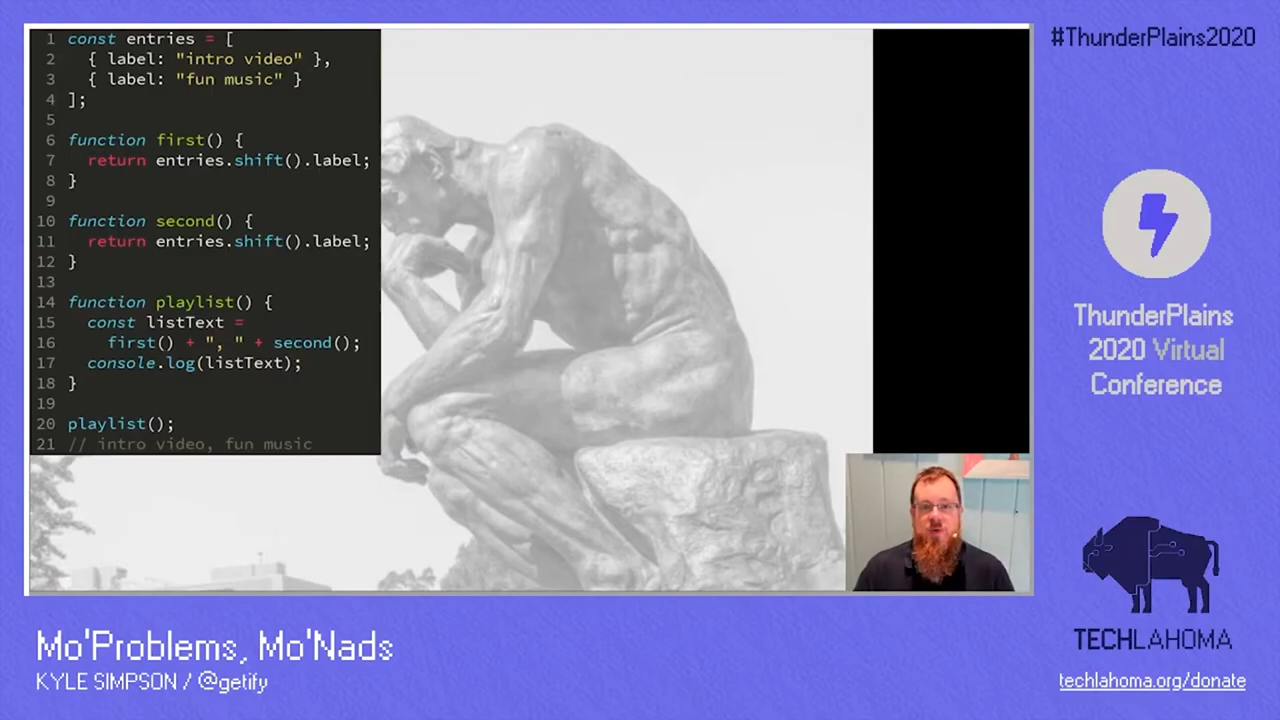 1 const entries = [
2 { label: "intro video" },
3 { label: "fun music" }
4 ];
5
6 function first() {
7 return entries.shift().label;
8 }
9
10 function second() {
11 return entries.shift().label;
12 }
13
14 function playlist() {
15 const listText =
16 first() + ", " + second();
17 console.log(listText);
18 }
19
20 playlist();
21 // intro video, fun music
#ThunderPlains2020
ThunderPlains
2020 Virtual
Conference
TECHLAHOMA
techlahoma.org/donate
Mo'Problems, Mo'Nads
KYLE SIMPSON / @getify